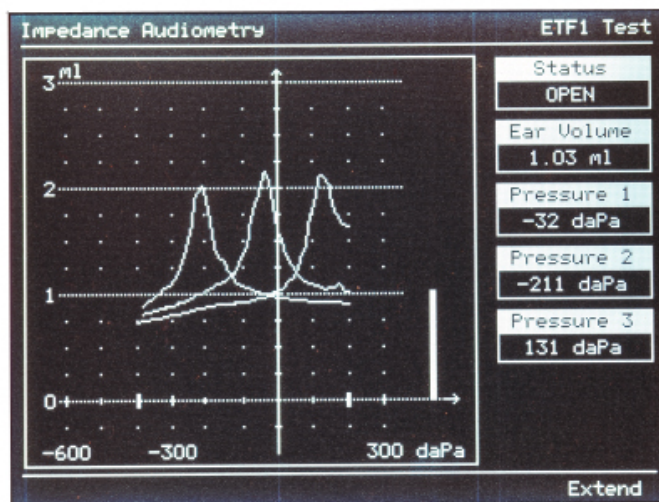 Impedance Audiometry
ETF1 Test
ml
3
2
1
0
-600
-300
300 daPa
Status
OPEN
Ear Volume
1.03 ml
Pressure 1
-32 daPa
Pressure 2
-211 daPa
Pressure 3
131 daPa
Extend